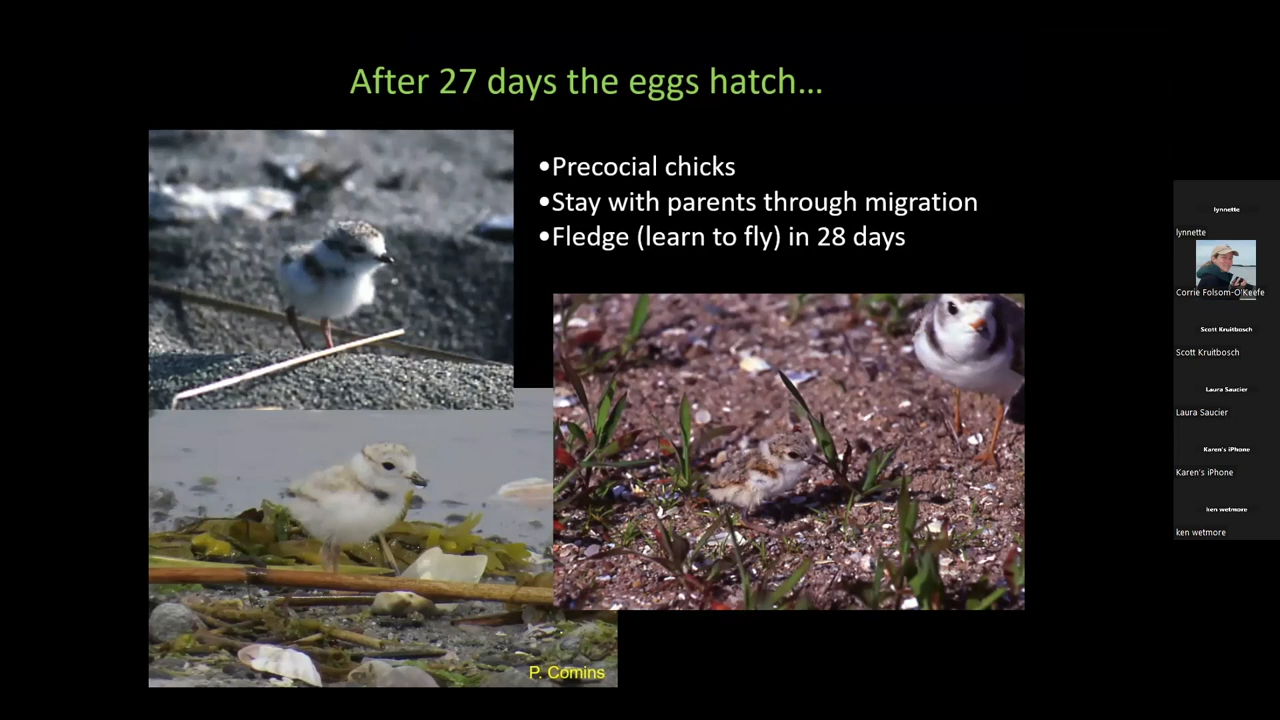 After 27 days the eggs hatch...
•Precocial chicks
•Stay with parents through migration
•Fledge (learn to fly) in 28 days
P. Comins
lynnette
lynnette
Corrie Folsom-O'Keefe
Scott Kruitbosch
Scott Kruitbosch
Laura Saucier
Laura Saucier
Karen's iPhone
Karen's iPhone
ken wetmore
ken wetmore